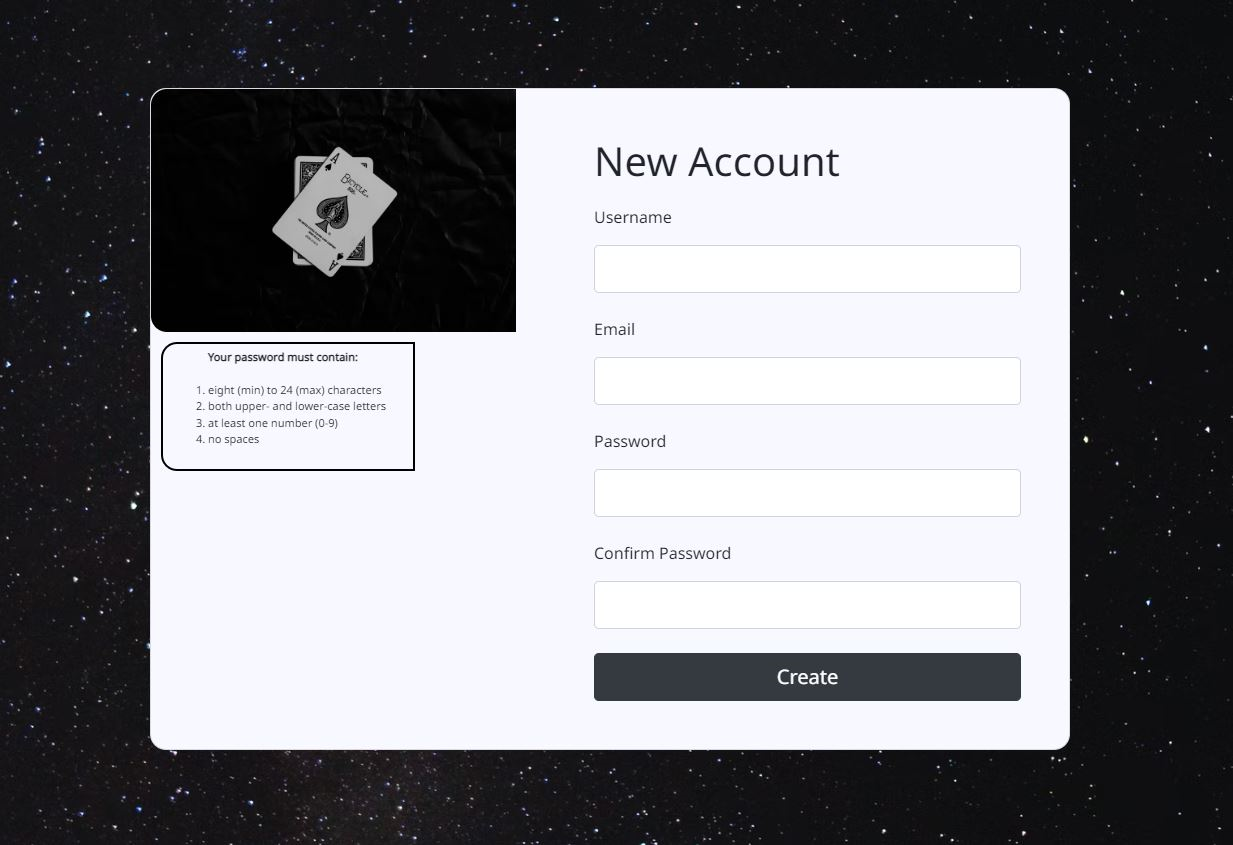 A
Bicycle
Your password must contain:
1. eight (min) to 24 (max) characters
2. both upper- and lower-case letters
3. at least one number (0-9)
4. no spaces
A
New Account
Username
Email
Password
Confirm Password
Create